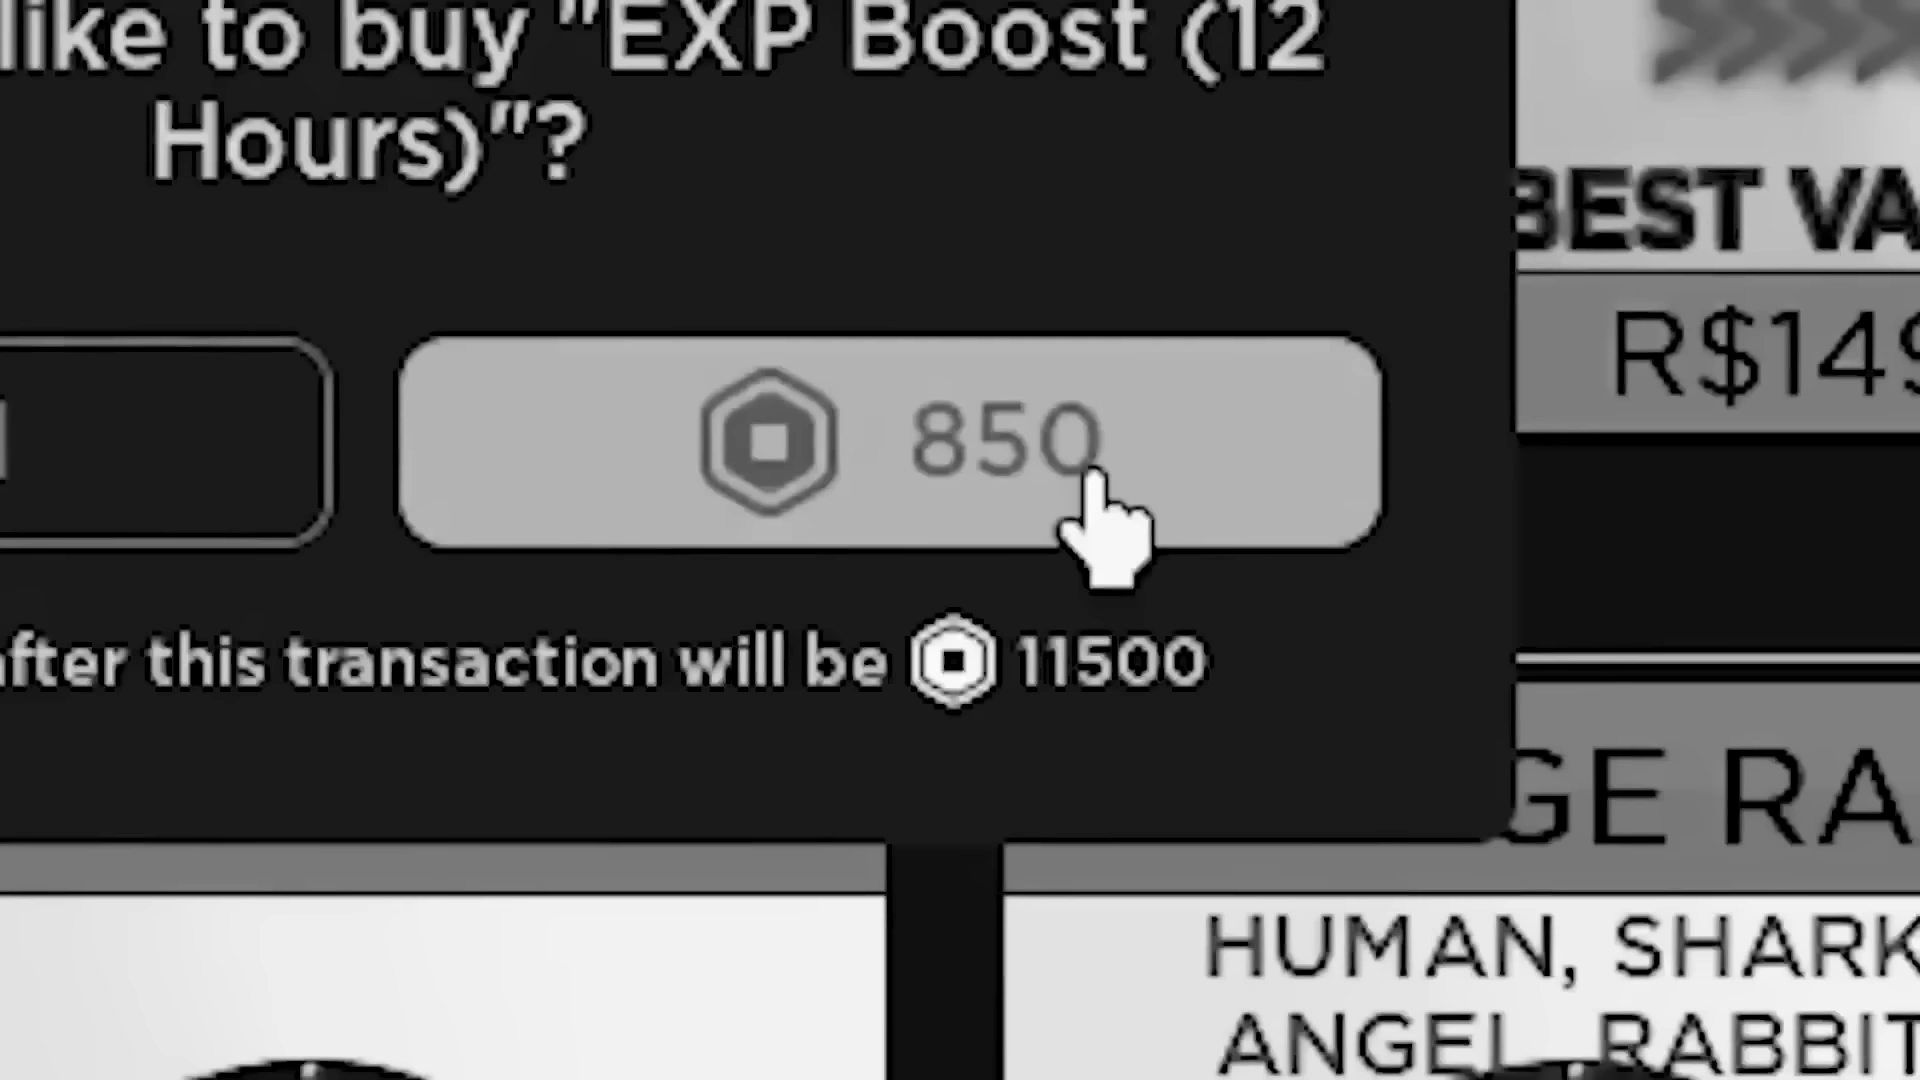 like to buy "EXP Boost (12
Hours)"?
850
after this transaction will be 11500
BEST VA
R$149
GE RA
HUMAN, SHARK
ANGEL, RABBIT